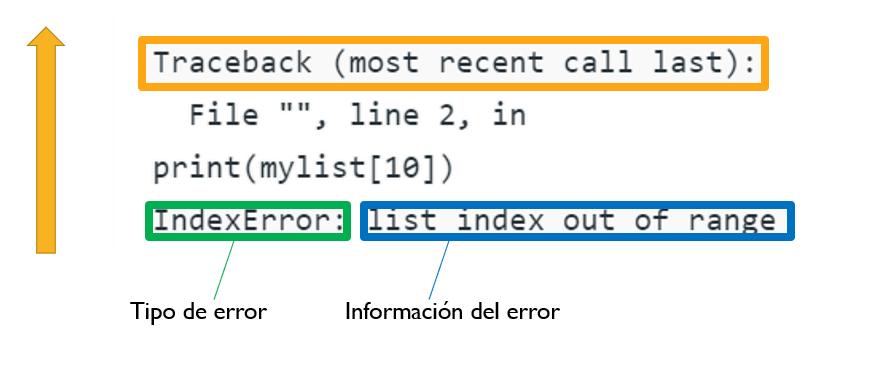 Traceback (most recent call last):
File "", line 2, in
print(mylist[10])
IndexError: list index out of range
Tipo de error
Información del error